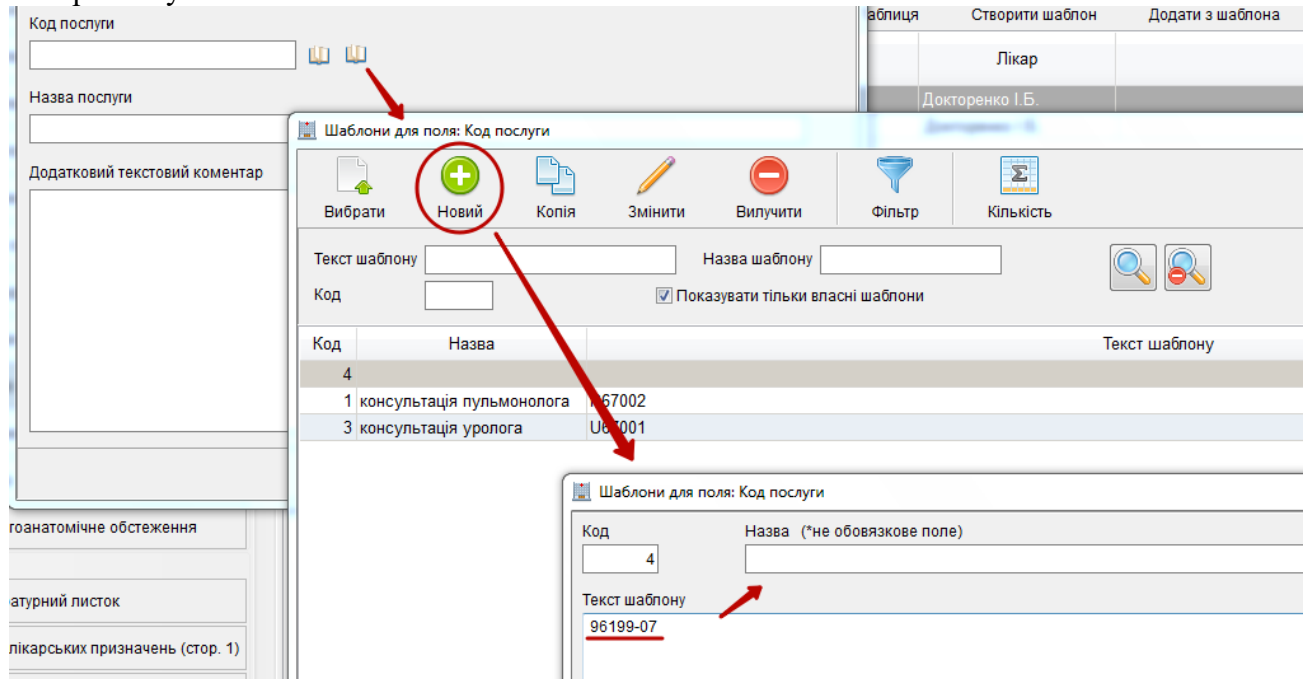 Код послуги
Назва послуги
Додатковий текстовий коментар
аблиця Створити шаблон Додати з шаблона
Лікар
Докторенко І.Б.
Шаблони для поля: Код послуги
Вибрати Новий Копія Змінити Вилучити Фільтр Кількість
Текст шаблону Назва шаблону
Код Показувати тільки власні шаблони
Код Назва Текст шаблону
4
1 консультація пульмонолога 67002
3 консультація уролога U67001
Шаблони для поля: Код послуги
Код Назва (*не обовязкове поле)
4
Текст шаблону
96199-07
оанатомічне обстеження
атурний листок
лікарських призначень (стор. 1)